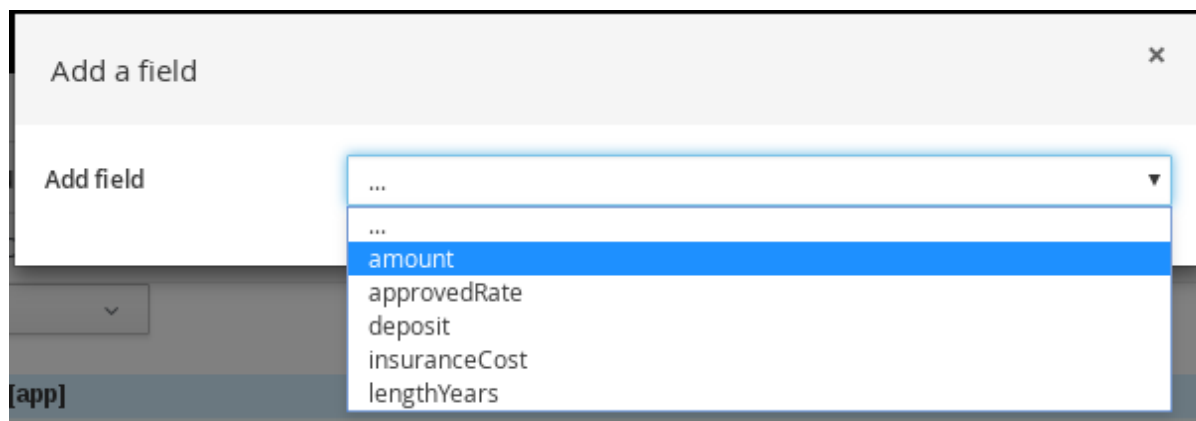 Add a field
×
Add field
...
...
amount
approvedRate
deposit
insuranceCost
lengthYears
[app]